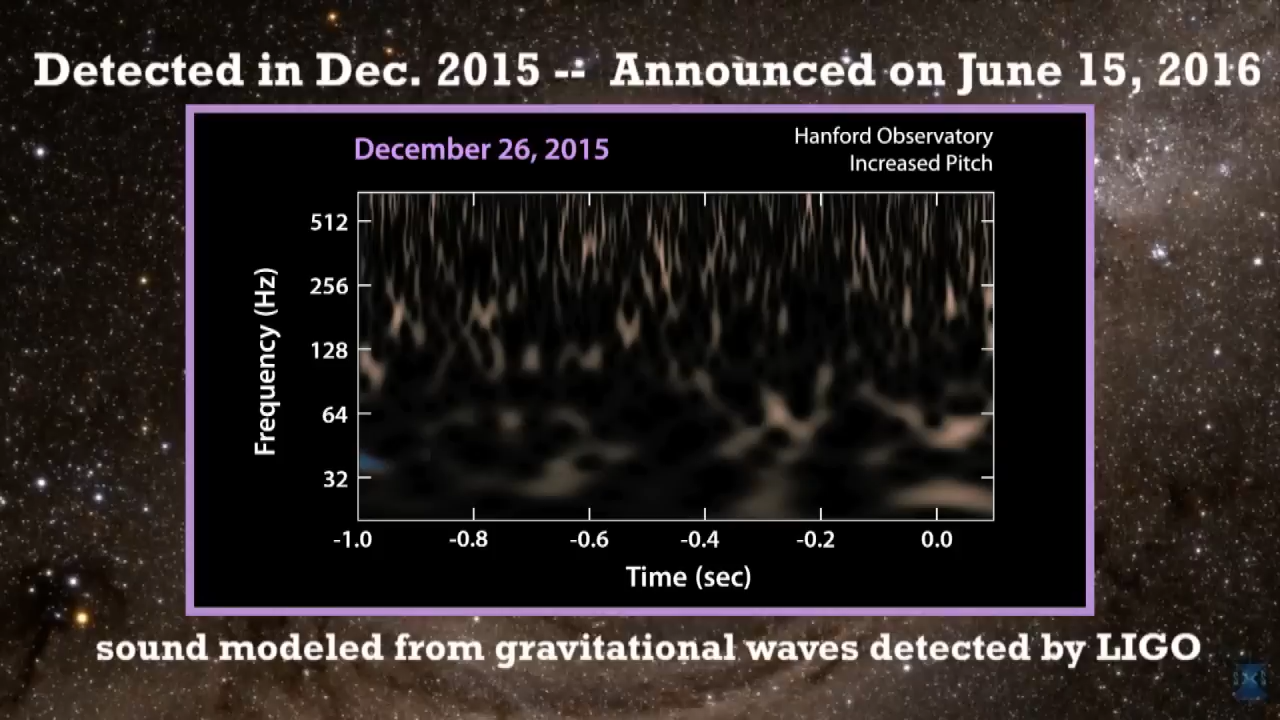 Detected in Dec. 2015 -- Announced on June 15, 2016
December 26, 2015
Hanford Observatory
Increased Pitch
Frequency (Hz)
512
256
128
64
32
-1.0 -0.8 -0.6 -0.4 -0.2 0.0
Time (sec)
sound modeled from gravitational waves detected by LIGO